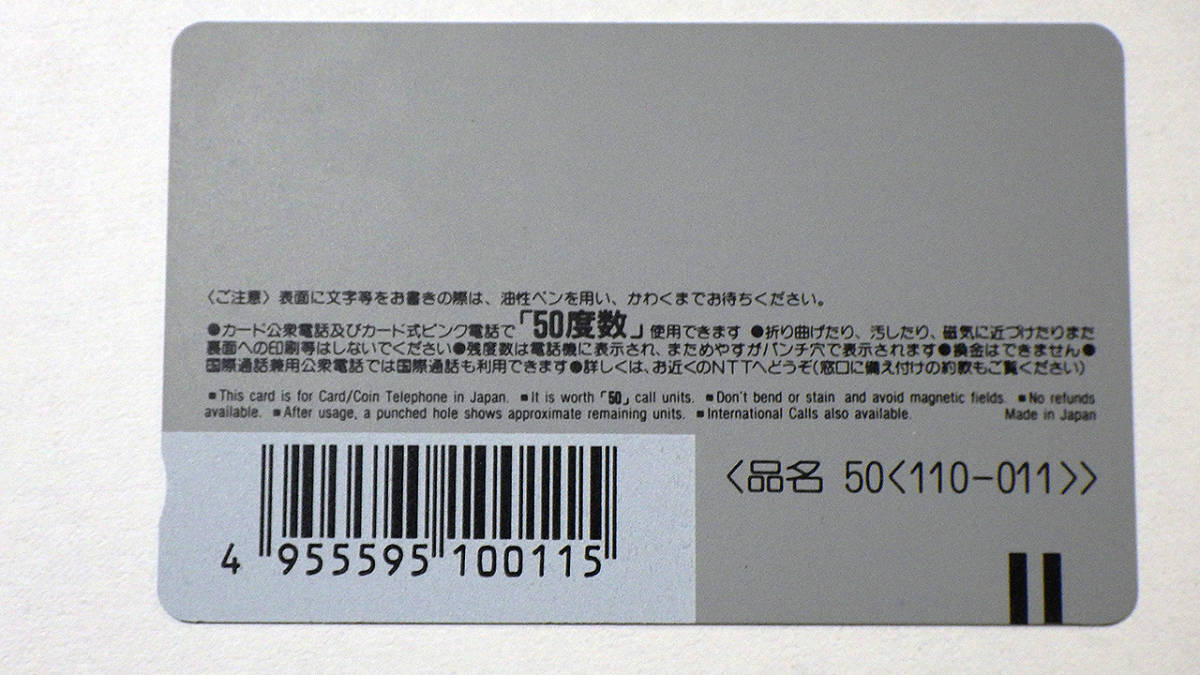 〈ご注意〉表面に文字等をお書きの際は、油性ペンを用い、かわくまでお待ちください。
●カード公衆電話及びカード式ピンク電話で「50度数」使用できます ●折り曲げたり、汚したり、磁気に近づけたりまた
裏面への印刷等はしないでください●残度数は電話機に表示され、まためやすがパンチ穴で表示されます●換金はできません●
国際通話兼用公衆電話では国際通話も利用できます●詳しくは、お近くのNTTへどうぞ(窓口に備え付けの約款もご覧ください)
■This card is for Card/Coin Telephone in Japan. ■It is worth「50」call units. ■Don't bend or stain and avoid magnetic fields. ■No refunds
available. ■After usage, a punched hole shows approximate remaining units. ■International Calls also available. Made in Japan
〈品名 50〈110-011〉〉
4 955595 100115